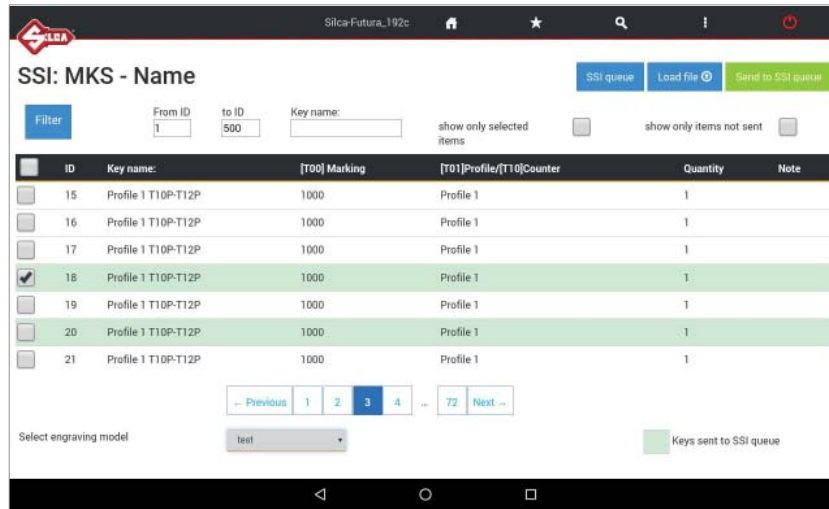 SILCA
Silca-Futura_192c
SSI: MKS - Name
SSI queue
Load file
Send to SSI queue
Filter
From ID
to ID
Key name:
1
500
show only selected
items
show only items not sent
ID Key name: [T00] Marking [T01]Profile/[T10]Counter Quantity Note
15 Profile 1 T10P-T12P 1000 Profile 1 1
16 Profile 1 T10P-T12P 1000 Profile 1 1
17 Profile 1 T10P-T12P 1000 Profile 1 1
18 Profile 1 T10P-T12P 1000 Profile 1 1
19 Profile 1 T10P-T12P 1000 Profile 1 1
20 Profile 1 T10P-T12P 1000 Profile 1 1
21 Profile 1 T10P-T12P 1000 Profile 1 1
← Previous 1 2 3 4 ... 72 Next →
Select engraving model
test
Keys sent to SSI queue